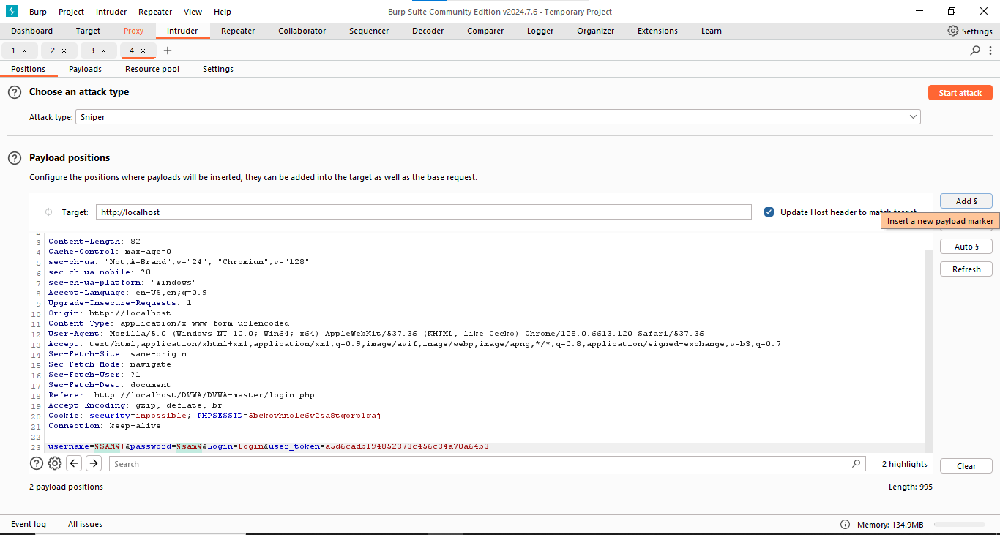 Burp Project Intruder Repeater View Help Burp Suite Community Edition v2024.7.6 - Temporary Project
Dashboard Target Proxy Intruder Repeater Collaborator Sequencer Decoder Comparer Logger Organizer Extensions Learn Settings
1 × 2 × 3 × 4 × +
Positions Payloads Resource pool Settings
? Choose an attack type Start attack
Attack type: Sniper
? Payload positions
Configure the positions where payloads will be inserted, they can be added into the target as well as the base request.
Add §
Target: http://localhost Update Host header to match target
Insert a new payload marker
3 Content-Length: 82
4 Cache-Control: max-age=0
Auto §
5 sec-ch-ua: "Not;A=Brand";v="24", "Chromium";v="128"
6 sec-ch-ua-mobile: ?0
Refresh
7 sec-ch-ua-platform: "Windows"
8 Accept-Language: en-US,en;q=0.9
9 Upgrade-Insecure-Requests: 1
10 Origin: http://localhost
11 Content-Type: application/x-www-form-urlencoded
12 User-Agent: Mozilla/5.0 (Windows NT 10.0; Win64; x64) AppleWebKit/537.36 (KHTML, like Gecko) Chrome/128.0.6613.120 Safari/537.36
13 Accept: text/html,application/xhtml+xml,application/xml;q=0.9,image/avif,image/webp,image/apng,*/*;q=0.8,application/signed-exchange;v=b3;q=0.7
14 Sec-Fetch-Site: same-origin
15 Sec-Fetch-Mode: navigate
16 Sec-Fetch-User: ?1
17 Sec-Fetch-Dest: document
18 Referer: http://localhost/DVWA/DVWA-master/login.php
19 Accept-Encoding: gzip, deflate, br
20 Cookie: security=impossible; PHPSESSID=5bckovhnolc6v2sa8tqorplqaj
21 Connection: keep-alive
22
23 username=§SAM§+&password=§sam§&Login=Login&user_token=a5d6cadb194852373c456c34a70a64b3
? Search 2 highlights Clear
2 payload positions Length: 995
Event log All issues Memory: 134.9MB